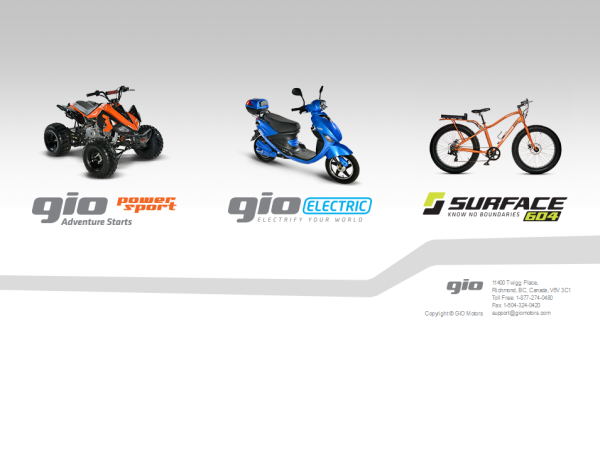 gio power sport
Adventure Starts
gio ELECTRIC
ELECTRIFY YOUR WORLD
SURFACE
KNOW NO BOUNDARIES 604
gio
11400 Twigg Place,
Richmond, BC, Canada, V6V 3C1
Toll Free: 1-877-274-0480
Fax: 1-604-324-0420
Copyright © GIO Motors support@giomotors.com